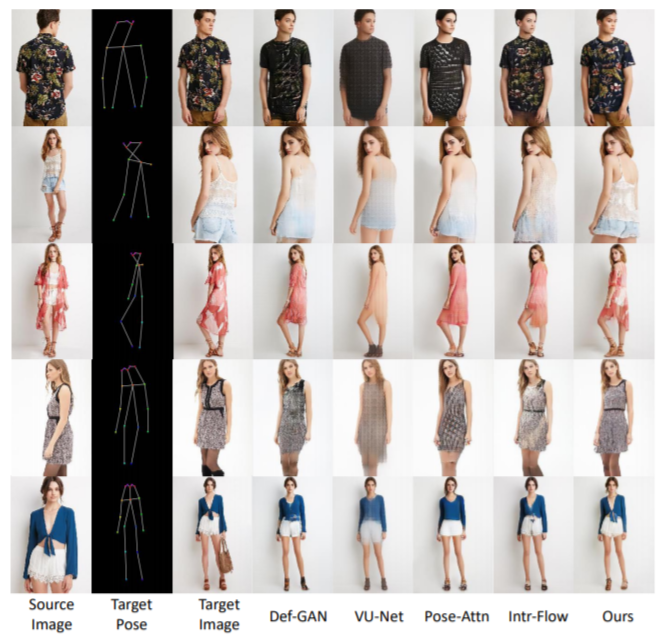 Source Target Target
Image Pose Image Def-GAN VU-Net Pose-Attn Intr-Flow Ours